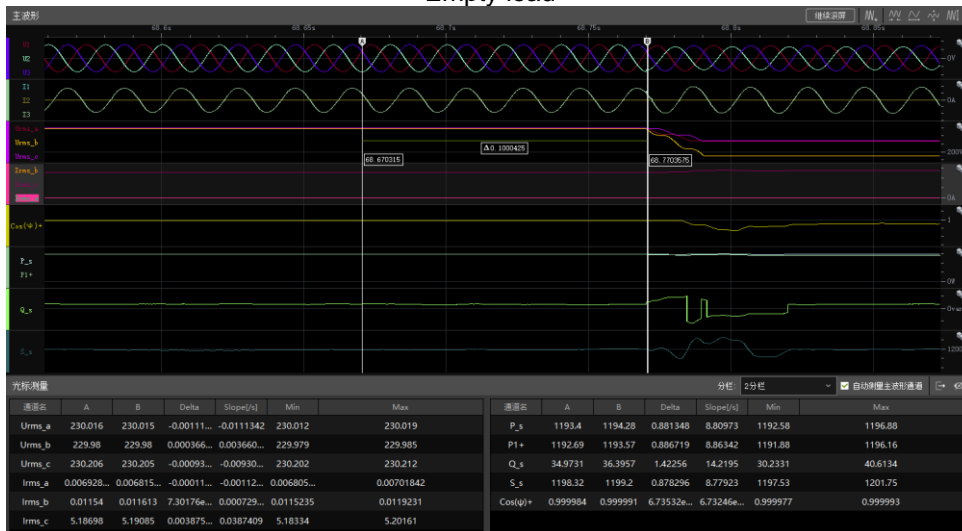 Empty load
主波形
继续滚屏
68.6s 68.65s 68.7s 68.75s 68.8s 68.85s
A B
U1
U2
U3
0V
I1
I2
I3
0A
Urms_a
Urms_b
Urms_c
200V
Δ0.1000425
68.670315 68.7703575
Irms_b
0A
Cos(ψ)+
1
P_s
P1+
0W
Q_s
0var
S_s
1200
光标测量 分栏: 2分栏 自动测量主波形通道
通道名 A B Delta Slope[/s] Min Max
Urms_a 230.016 230.015 -0.00111... -0.0111342 230.012 230.019
Urms_b 229.98 229.98 0.000366... 0.003660... 229.979 229.985
Urms_c 230.206 230.205 -0.00093... -0.00930... 230.202 230.212
Irms_a 0.006928... 0.006815... -0.00011... -0.00112... 0.006805... 0.00701842
Irms_b 0.01154 0.011613 7.30176e... 0.000729... 0.0115235 0.0119231
Irms_c 5.18698 5.19085 0.003875... 0.0387409 5.18334 5.20161
通道名 A B Delta Slope[/s] Min Max
P_s 1193.4 1194.28 0.881348 8.80973 1192.58 1196.88
P1+ 1192.69 1193.57 0.886719 8.86342 1191.88 1196.16
Q_s 34.9731 36.3957 1.42256 14.2195 30.2331 40.6134
S_s 1198.32 1199.2 0.878296 8.77923 1197.53 1201.75
Cos(ψ)+ 0.999984 0.999991 6.73532e... 6.73246e... 0.999977 0.999993